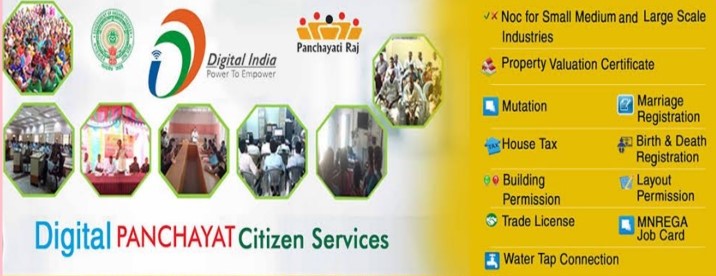 Digital India
Power To Empower
Panchayati Raj
Digital PANCHAYAT Citizen Services
Noc for Small Medium and Large Scale
Industries
Property Valuation Certificate
Mutation
Marriage
Registration
House Tax
Birth & Death
Registration
Building
Permission
Layout
Permission
Trade License
MNREGA
Job Card
Water Tap Connection